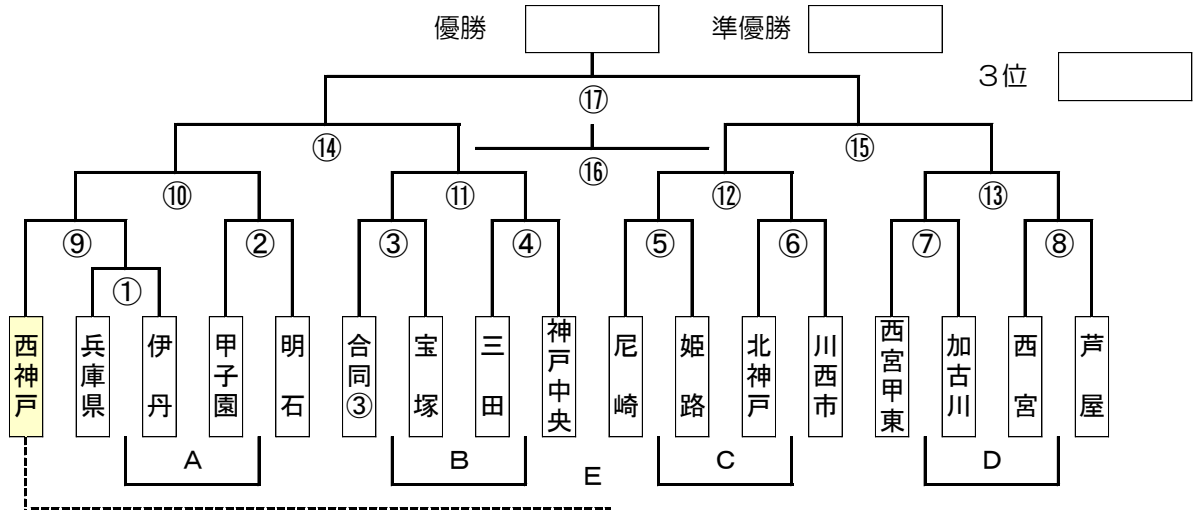 優勝
準優勝
３位
⑰
⑭
⑯
⑮
⑩
⑪
⑫
⑬
⑨
②
③
④
⑤
⑥
⑦
⑧
①
西神戸
兵庫県
伊丹
甲子園
明石
合同③
宝塚
三田
神戸中央
尼崎
姫路
北神戸
川西市
西宮甲東
加古川
西宮
芦屋
A
B
E
C
D